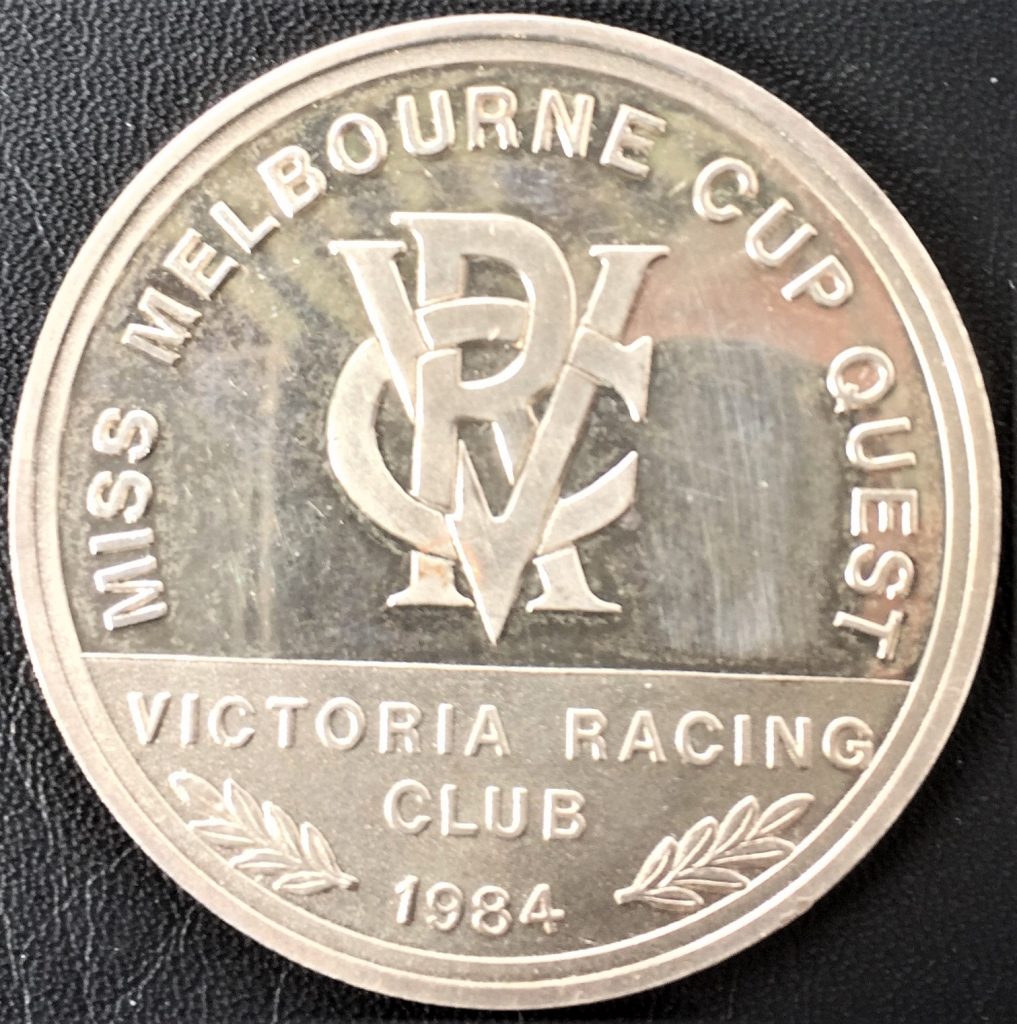 MISS MELBOURNE CUP QUEST
VRC
VICTORIA RACING
CLUB
1984